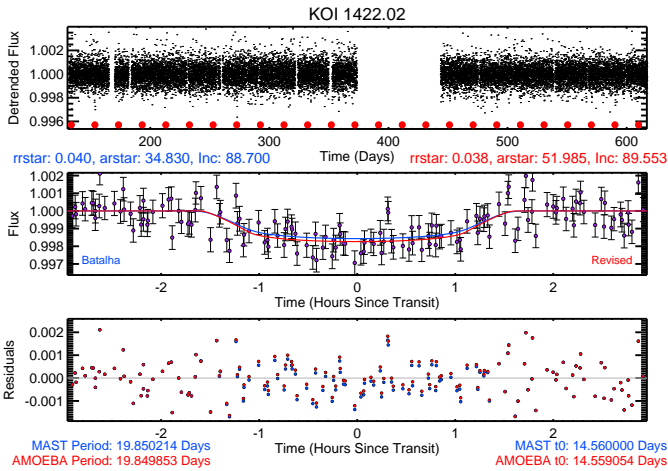 KOI 1422.02
Detrended Flux
1.002
1.000
0.998
0.996
200 300 400 500 600
Time (Days)
rrstar: 0.040, arstar: 34.830, Inc: 88.700
rrstar: 0.038, arstar: 51.985, Inc: 89.553
Flux
1.002
1.001
1.000
0.999
0.998
0.997
Batalha
Revised
-2 -1 0 1 2
Time (Hours Since Transit)
Residuals
0.002
0.001
0.000
-0.001
-2 -1 0 1 2
Time (Hours Since Transit)
MAST Period: 19.850214 Days
AMOEBA Period: 19.849853 Days
MAST t0: 14.560000 Days
AMOEBA t0: 14.559054 Days